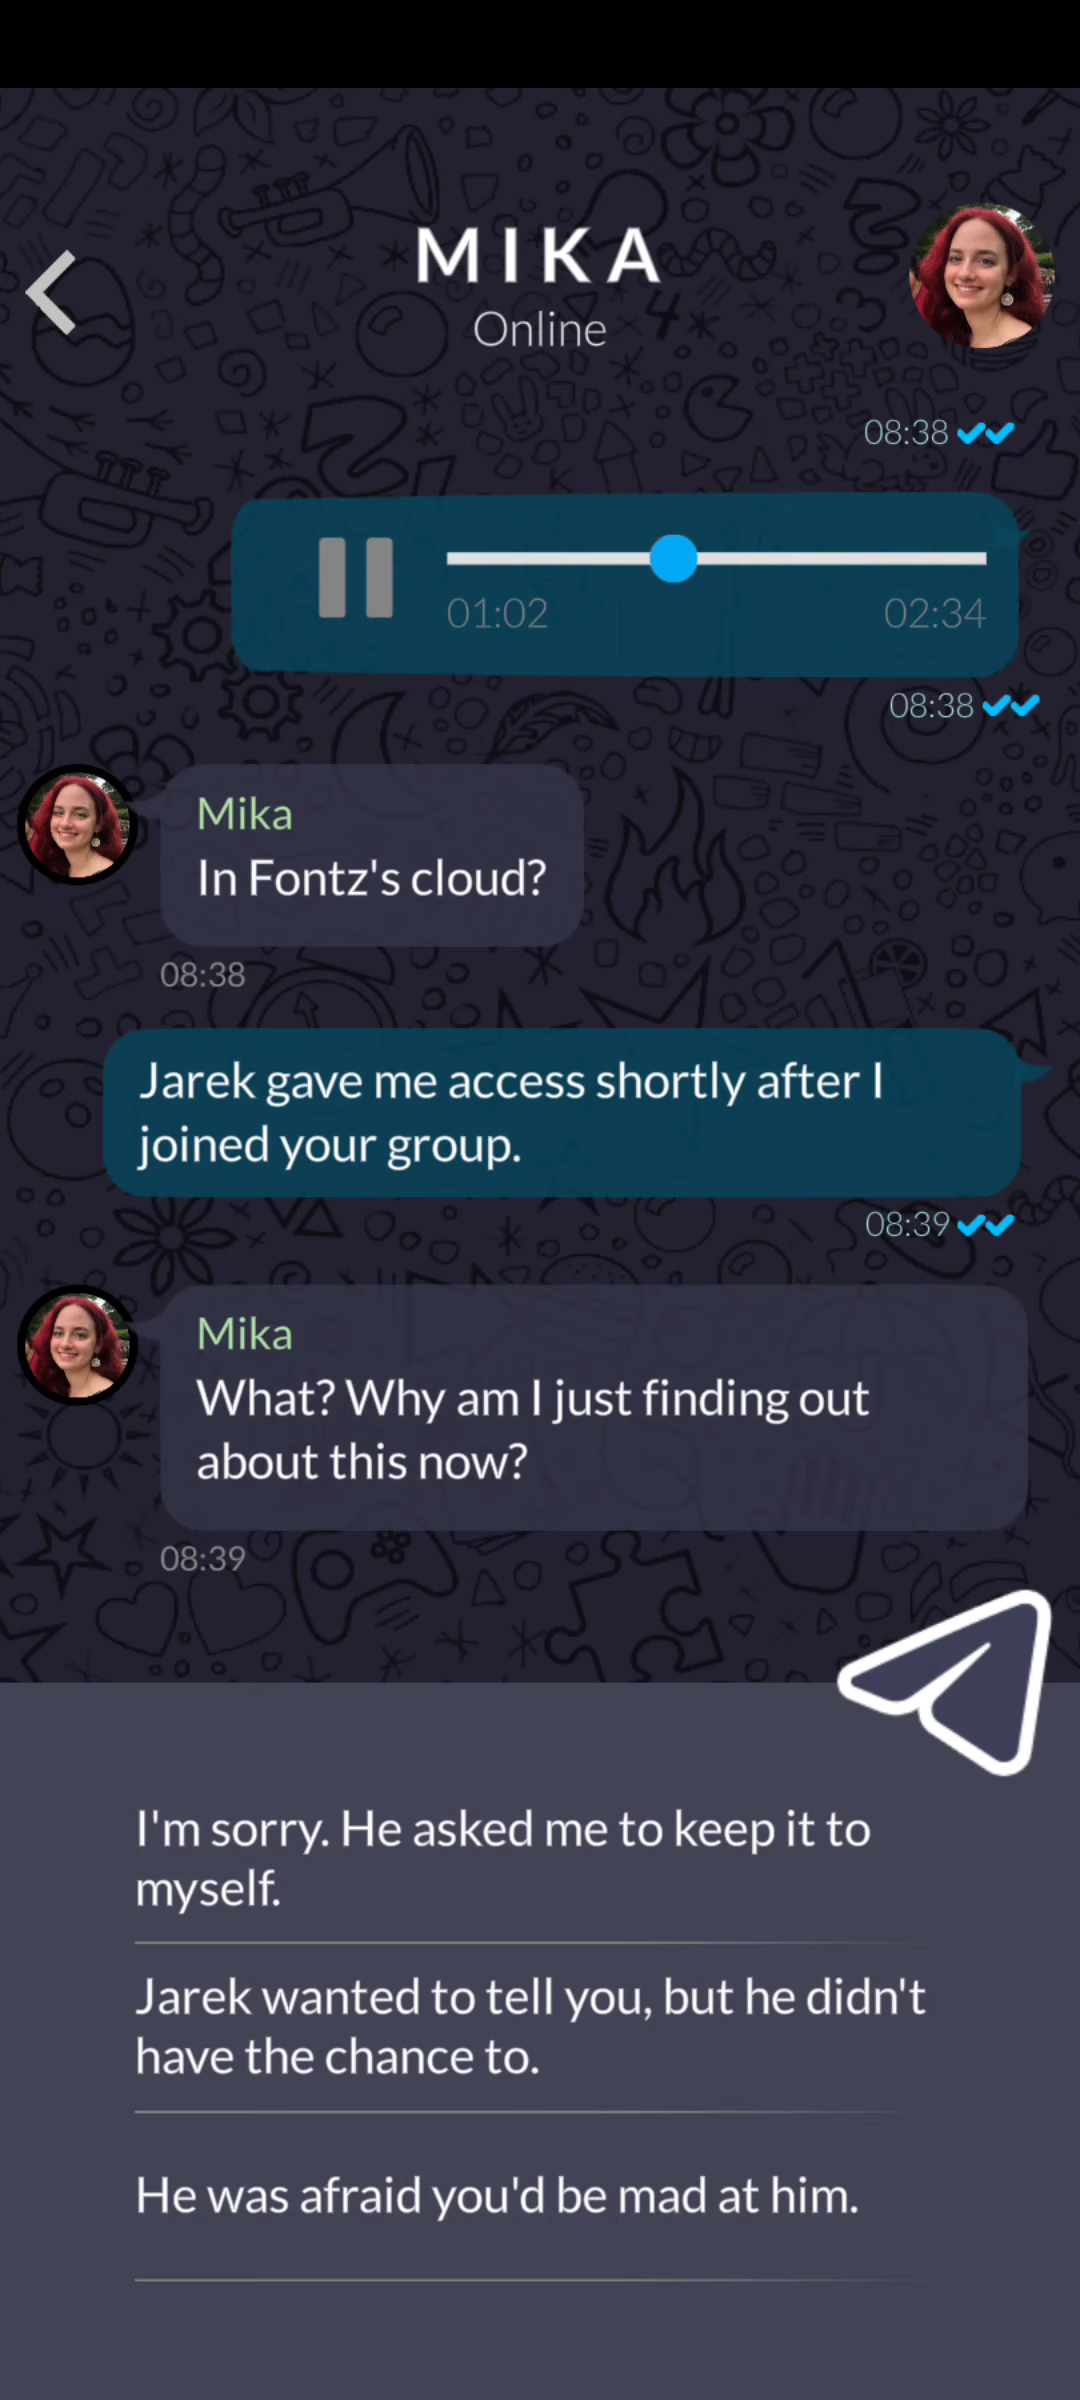 MIKA
Online
08:38
01:02 02:34
08:38
Mika
In Fontz's cloud?
08:38
Jarek gave me access shortly after I
joined your group.
08:39
Mika
What? Why am I just finding out
about this now?
08:39
I'm sorry. He asked me to keep it to
myself.
Jarek wanted to tell you, but he didn't
have the chance to.
He was afraid you'd be mad at him.